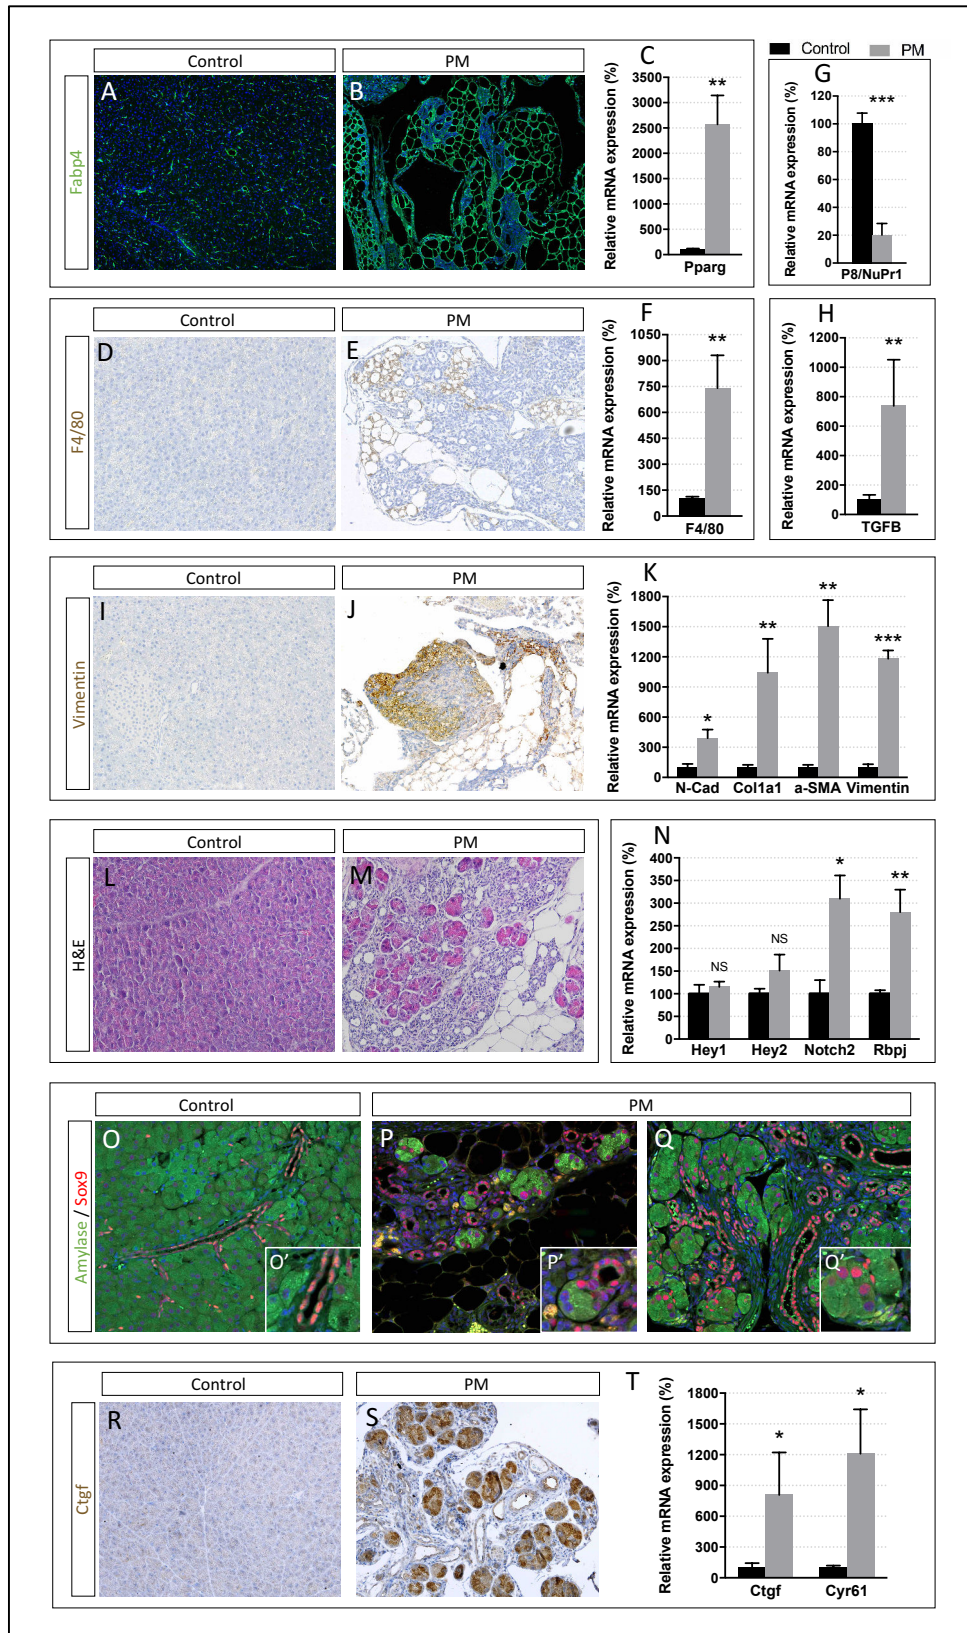 Control PM
Control PM
Fabp4
A
B
C
Relative mRNA expression (%)
3500
3000
2500
2000
1500
1000
500
0
**
Pparg
G
Relative mRNA expression (%)
120
100
80
60
40
20
0
***
P8/NuPr1
Control PM
F4/80
D
E
F
Relative mRNA expression (%)
1050
900
750
600
450
300
150
0
**
F4/80
H
Relative mRNA expression (%)
1200
1000
800
600
400
200
0
**
TGFB
Control PM
Vimentin
I
J
K
Relative mRNA expression (%)
1800
1500
1200
900
600
300
0
* ** ** ***
N-Cad Col1a1 a-SMA Vimentin
Control PM
H&E
L
M
N
Relative mRNA expression (%)
400
350
300
250
200
150
100
50
0
NS NS * **
Hey1 Hey2 Notch2 Rbpj
Control PM
Amylase / Sox9
O
O'
P
P'
Q
Q'
Control PM
Ctgf
R
S
T
Relative mRNA expression (%)
1800
1500
1200
900
600
300
0
* *
Ctgf Cyr61